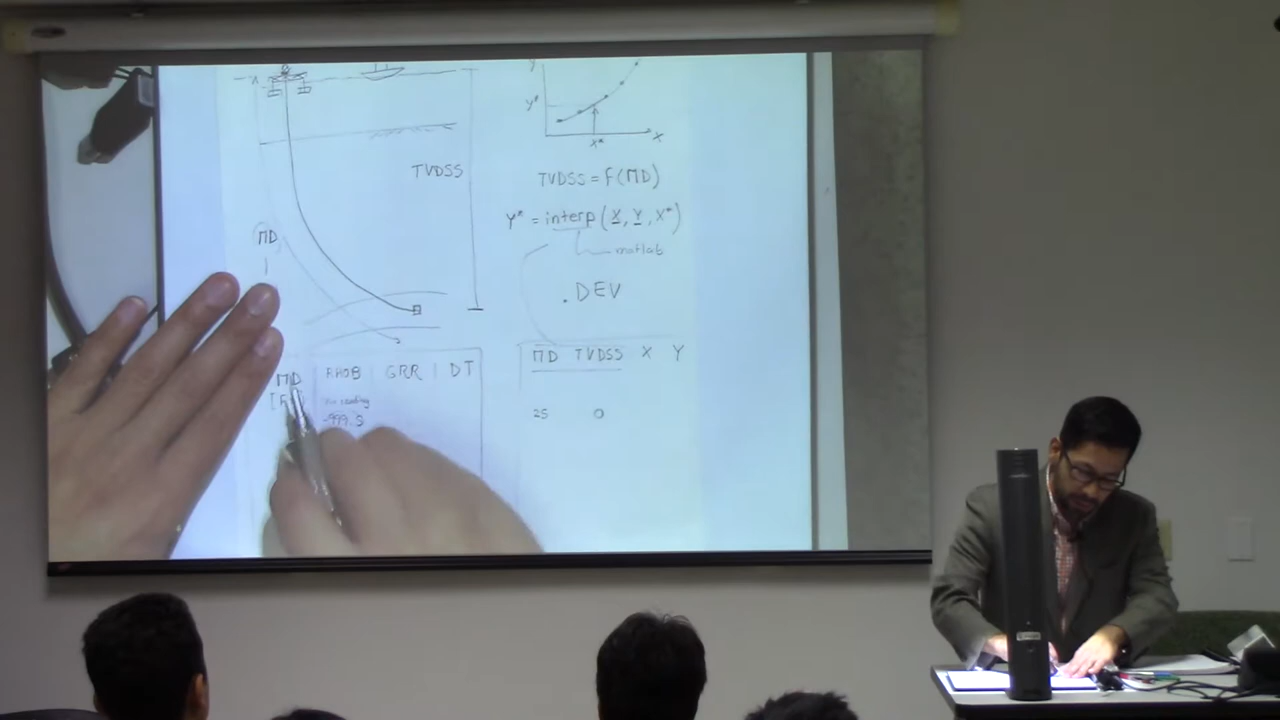 Y
Y*
X
X*
TVDSS
TVDSS = f(MD)
Y* = interp(X, Y, X*)
matlab
MD
.DEV
MD RHOB GRR DT
-999.5
MD TVDSS X Y
25 0